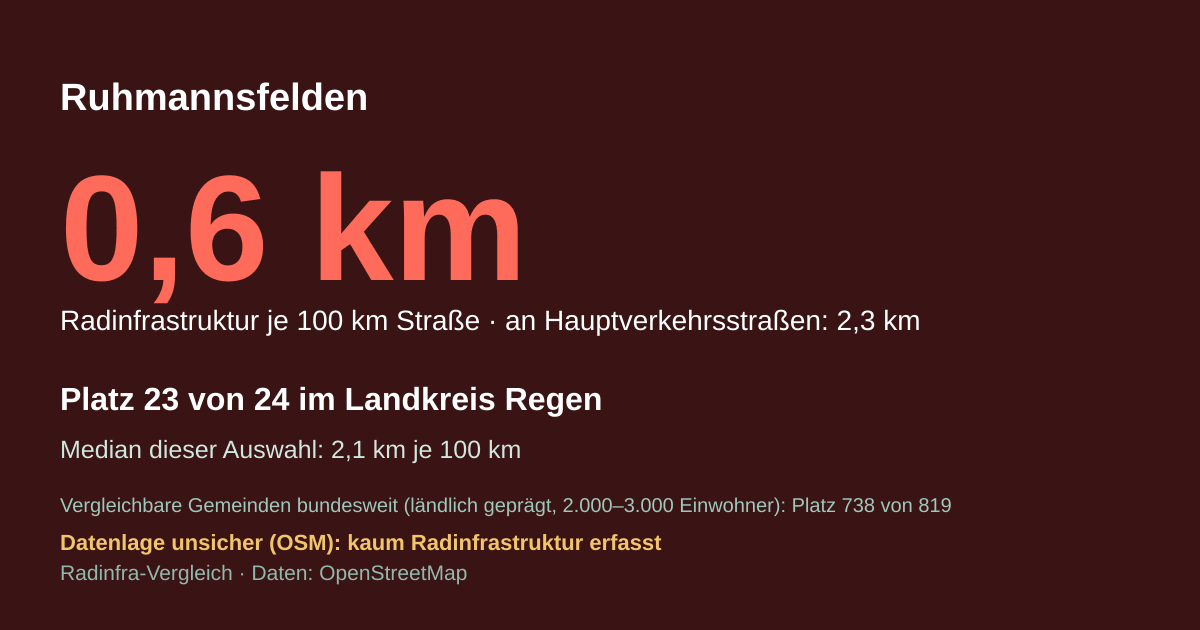 Ruhmannsfelden
0,6 km
Radinfrastruktur je 100 km Straße · an Hauptverkehrsstraßen: 2,3 km
Platz 23 von 24 im Landkreis Regen
Median dieser Auswahl: 2,1 km je 100 km
Vergleichbare Gemeinden bundesweit (ländlich geprägt, 2.000–3.000 Einwohner): Platz 738 von 819
Datenlage unsicher (OSM): kaum Radinfrastruktur erfasst
Radinfra-Vergleich · Daten: OpenStreetMap